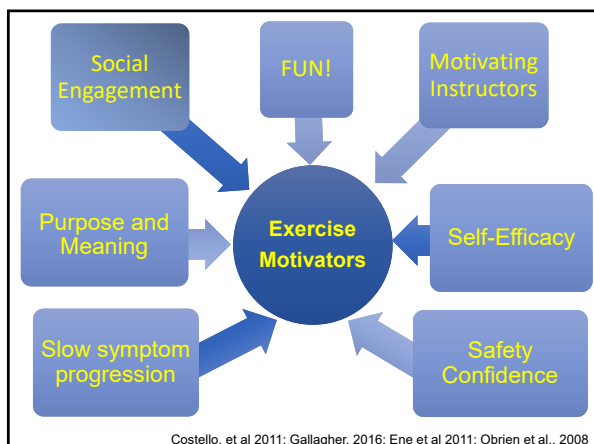 Social
Engagement
FUN!
Motivating
Instructors
Purpose and
Meaning
Exercise
Motivators
Self-Efficacy
Slow symptom
progression
Safety
Confidence
Costello, et al 2011; Gallagher, 2016; Ene et al 2011; Obrien et al., 2008